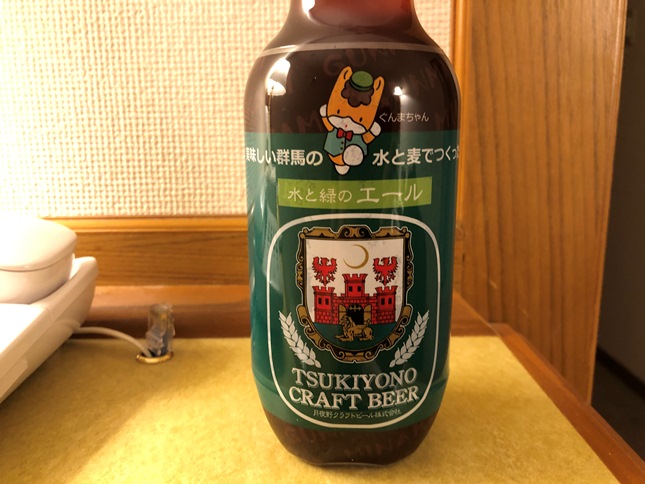 GUNMA
ぐんまちゃん
美味しい群馬の 水と麦でつくった
水と緑のエール
TSUKIYONO
CRAFT BEER
月夜野クラフトビール株式会社